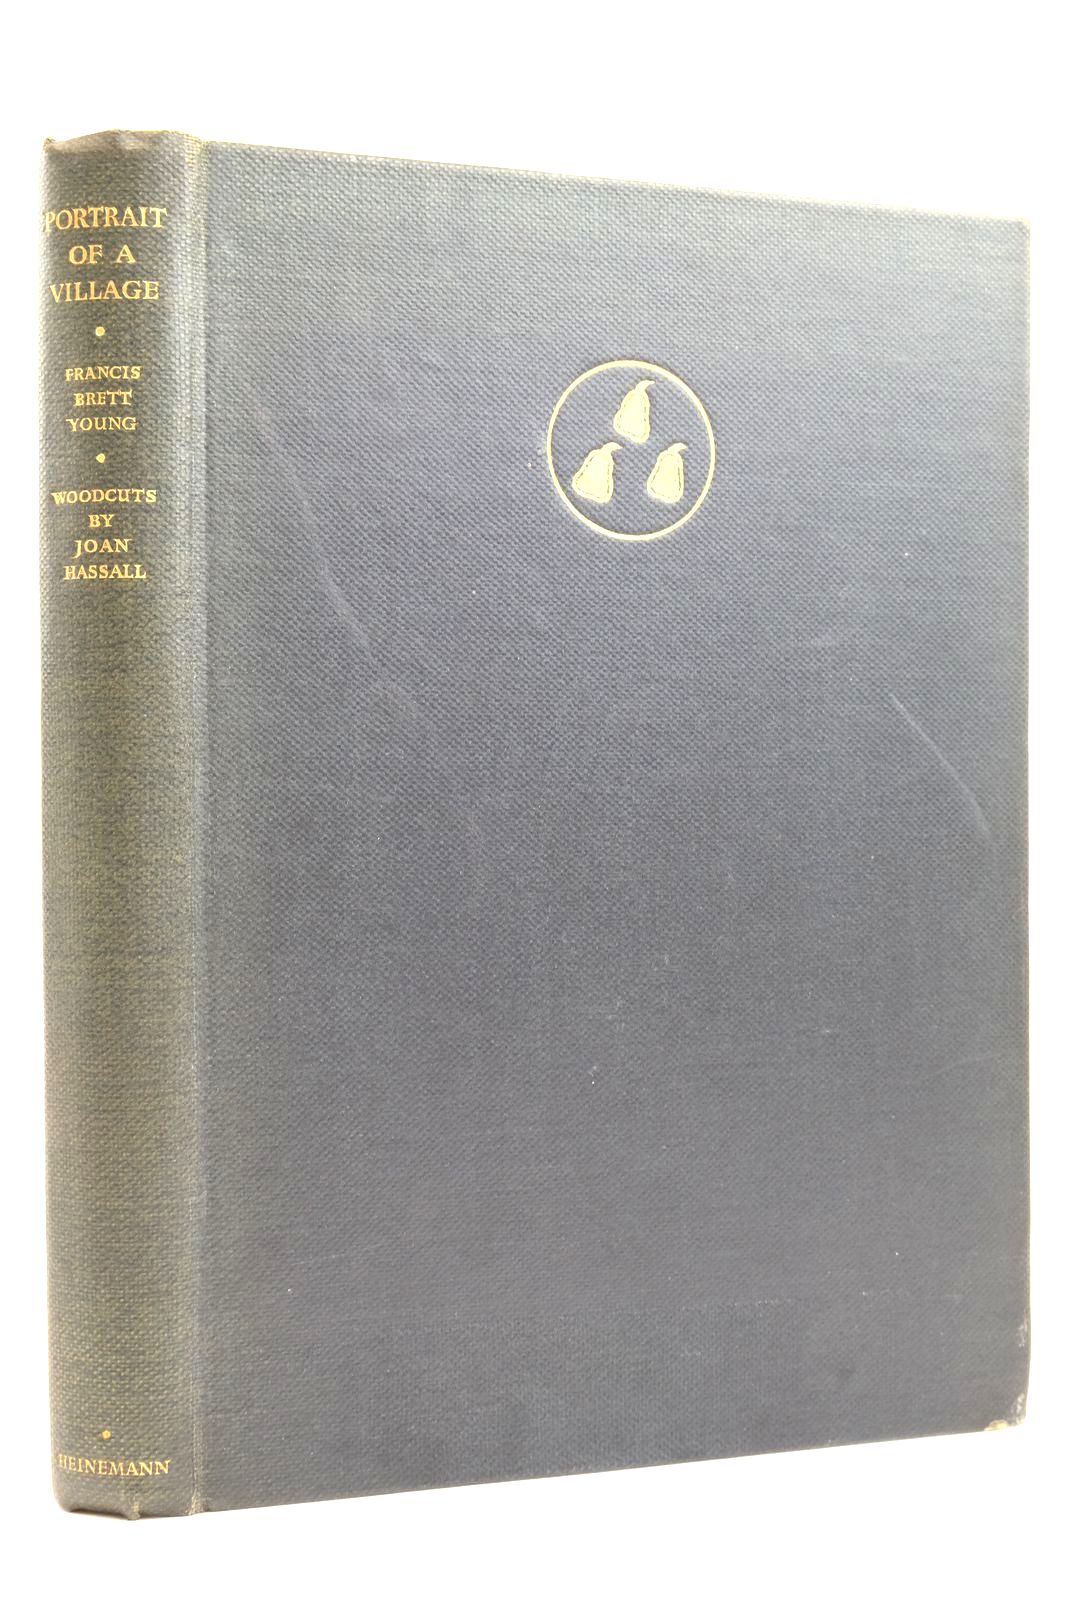 PORTRAIT
OF A
VILLAGE
•
FRANCIS
BRETT
YOUNG
•
WOODCUTS
BY
JOAN
HASSALL
•
HEINEMANN